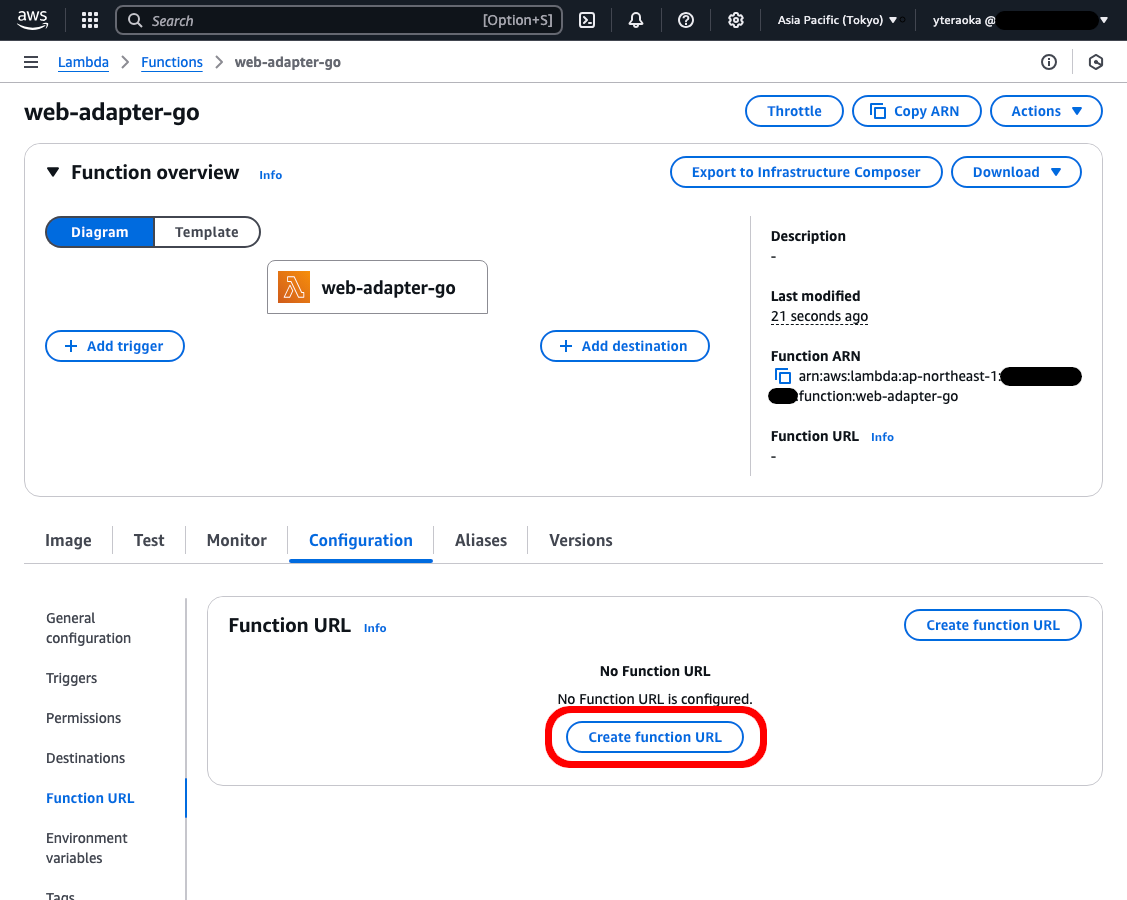 aws
Search [Option+S] Asia Pacific (Tokyo) yteraoka @
Lambda Functions web-adapter-go
web-adapter-go Throttle Copy ARN Actions
Function overview Info Export to Infrastructure Composer Download
Diagram Template
web-adapter-go
+ Add trigger + Add destination
Description
-
Last modified
21 seconds ago
Function ARN
arn:aws:lambda:ap-northeast-1:
:function:web-adapter-go
Function URL Info
-
Image Test Monitor Configuration Aliases Versions
General
configuration
Triggers
Permissions
Destinations
Function URL
Environment
variables
Tags
Function URL Info Create function URL
No Function URL
No Function URL is configured.
Create function URL